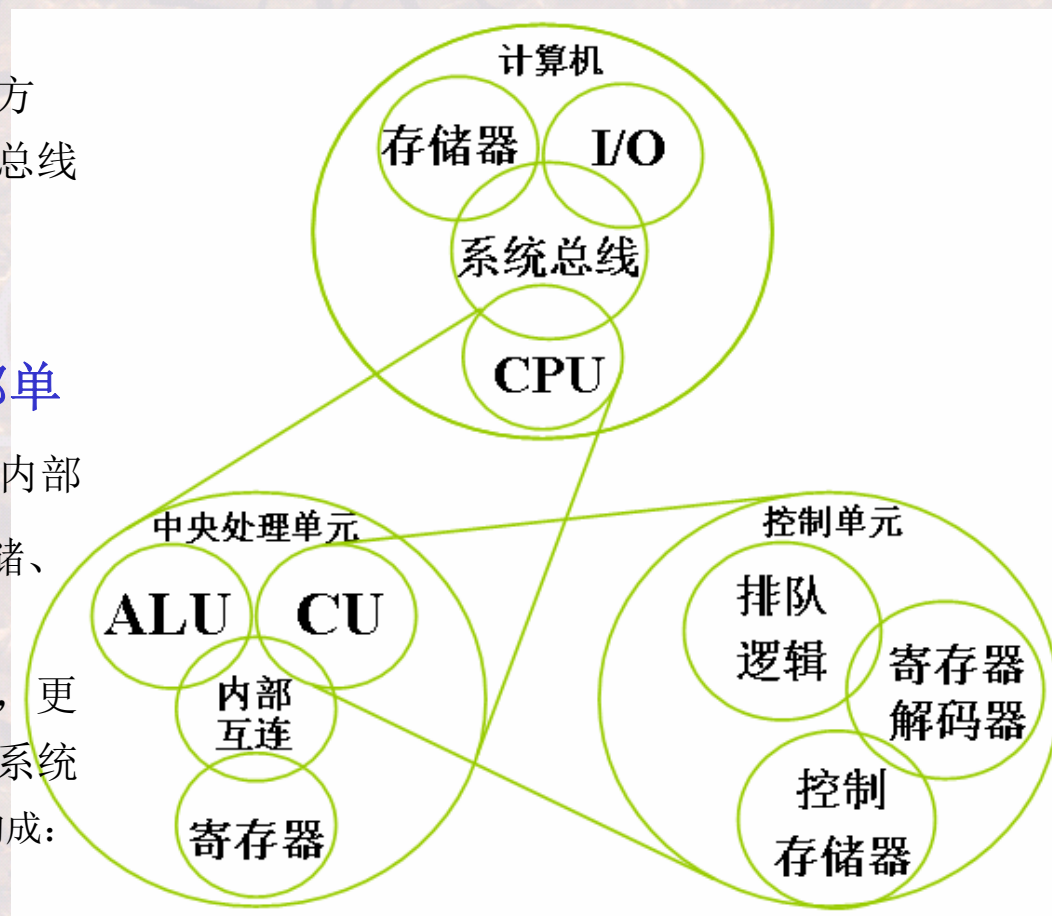 方
总线
部单
内部
储、
，更
系统
构成：
计算机
存储器
I/O
系统总线
CPU
中央处理单元
ALU
CU
内部
互连
寄存器
控制单元
排队
逻辑
寄存器
解码器
控制
存储器